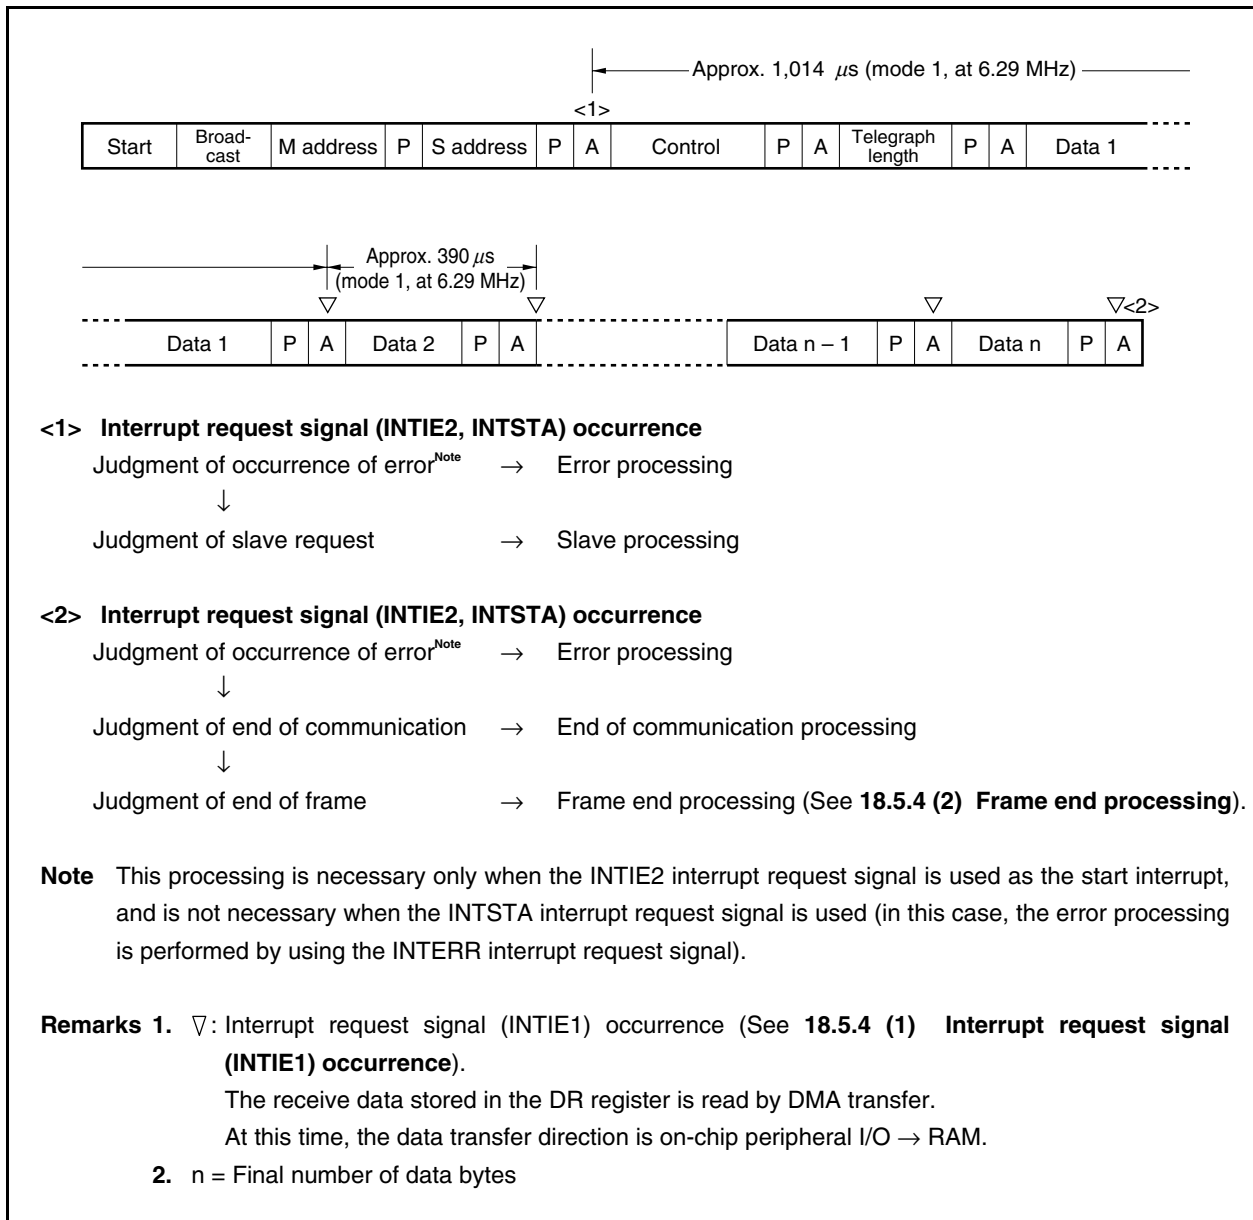 Approx. 1,014 μs (mode 1, at 6.29 MHz)
<1>
Start Broad-cast M address P S address P A Control P A Telegraph length P A Data 1
Approx. 390 μs
(mode 1, at 6.29 MHz)
▽ ▽ ▽ ▽<2>
Data 1 P A Data 2 P A Data n – 1 P A Data n P A
<1> Interrupt request signal (INTIE2, INTSTA) occurrence
Judgment of occurrence of errorNote → Error processing
↓
Judgment of slave request → Slave processing
<2> Interrupt request signal (INTIE2, INTSTA) occurrence
Judgment of occurrence of errorNote → Error processing
↓
Judgment of end of communication → End of communication processing
↓
Judgment of end of frame → Frame end processing (See 18.5.4 (2) Frame end processing).
Note This processing is necessary only when the INTIE2 interrupt request signal is used as the start interrupt,
and is not necessary when the INTSTA interrupt request signal is used (in this case, the error processing
is performed by using the INTERR interrupt request signal).
Remarks 1. ▽: Interrupt request signal (INTIE1) occurrence (See 18.5.4 (1) Interrupt request signal
(INTIE1) occurrence).
The receive data stored in the DR register is read by DMA transfer.
At this time, the data transfer direction is on-chip peripheral I/O → RAM.
2. n = Final number of data bytes